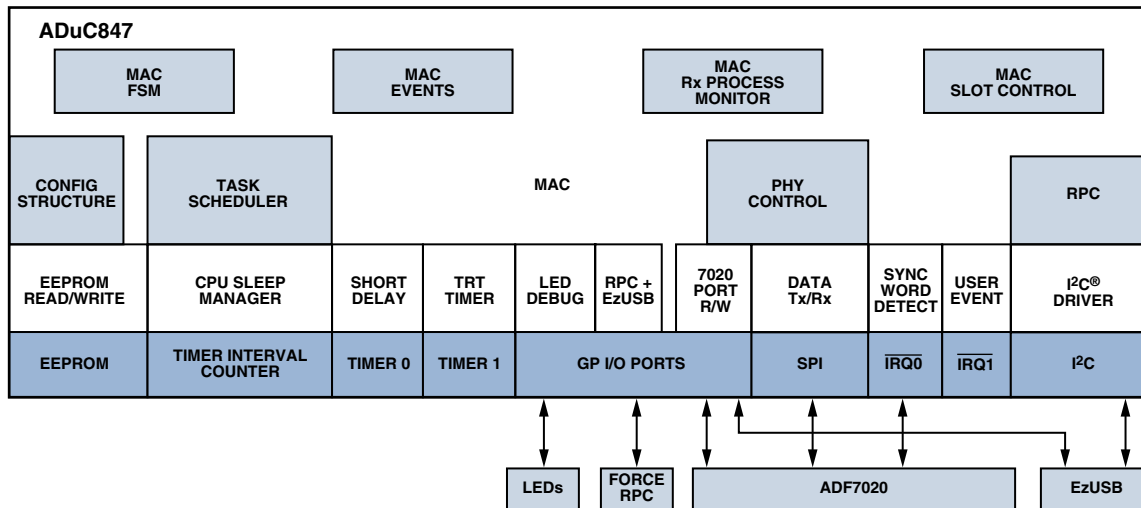 ADuC847
MAC
FSM
MAC
EVENTS
MAC
Rx PROCESS
MONITOR
MAC
SLOT CONTROL
CONFIG
STRUCTURE
TASK
SCHEDULER
MAC
PHY
CONTROL
RPC
EEPROM
READ/WRITE
CPU SLEEP
MANAGER
SHORT
DELAY
TRT
TIMER
LED
DEBUG
RPC +
EzUSB
7020
PORT
R/W
DATA
Tx/Rx
SYNC
WORD
DETECT
USER
EVENT
I2C®
DRIVER
EEPROM
TIMER INTERVAL
COUNTER
TIMER 0
TIMER 1
GP I/O PORTS
SPI
IRQ0
IRQ1
I2C
LEDs
FORCE
RPC
ADF7020
EzUSB